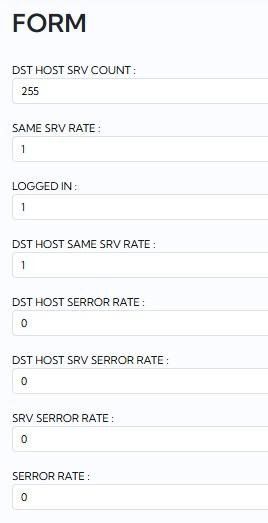 FORM
DST HOST SRV COUNT :
255
SAME SRV RATE :
1
LOGGED IN :
1
DST HOST SAME SRV RATE :
1
DST HOST SERROR RATE :
0
DST HOST SRV SERROR RATE :
0
SRV SERROR RATE :
0
SERROR RATE :
0